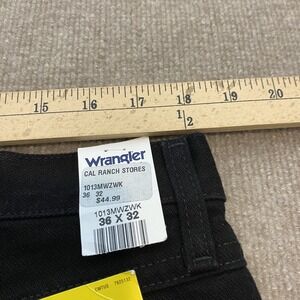 15 16 17 18 19 20
1
2
Wrangler
CAL RANCH STORES
1013MWZWK
36 32
$44.99
1013MWZWK
36 X 32